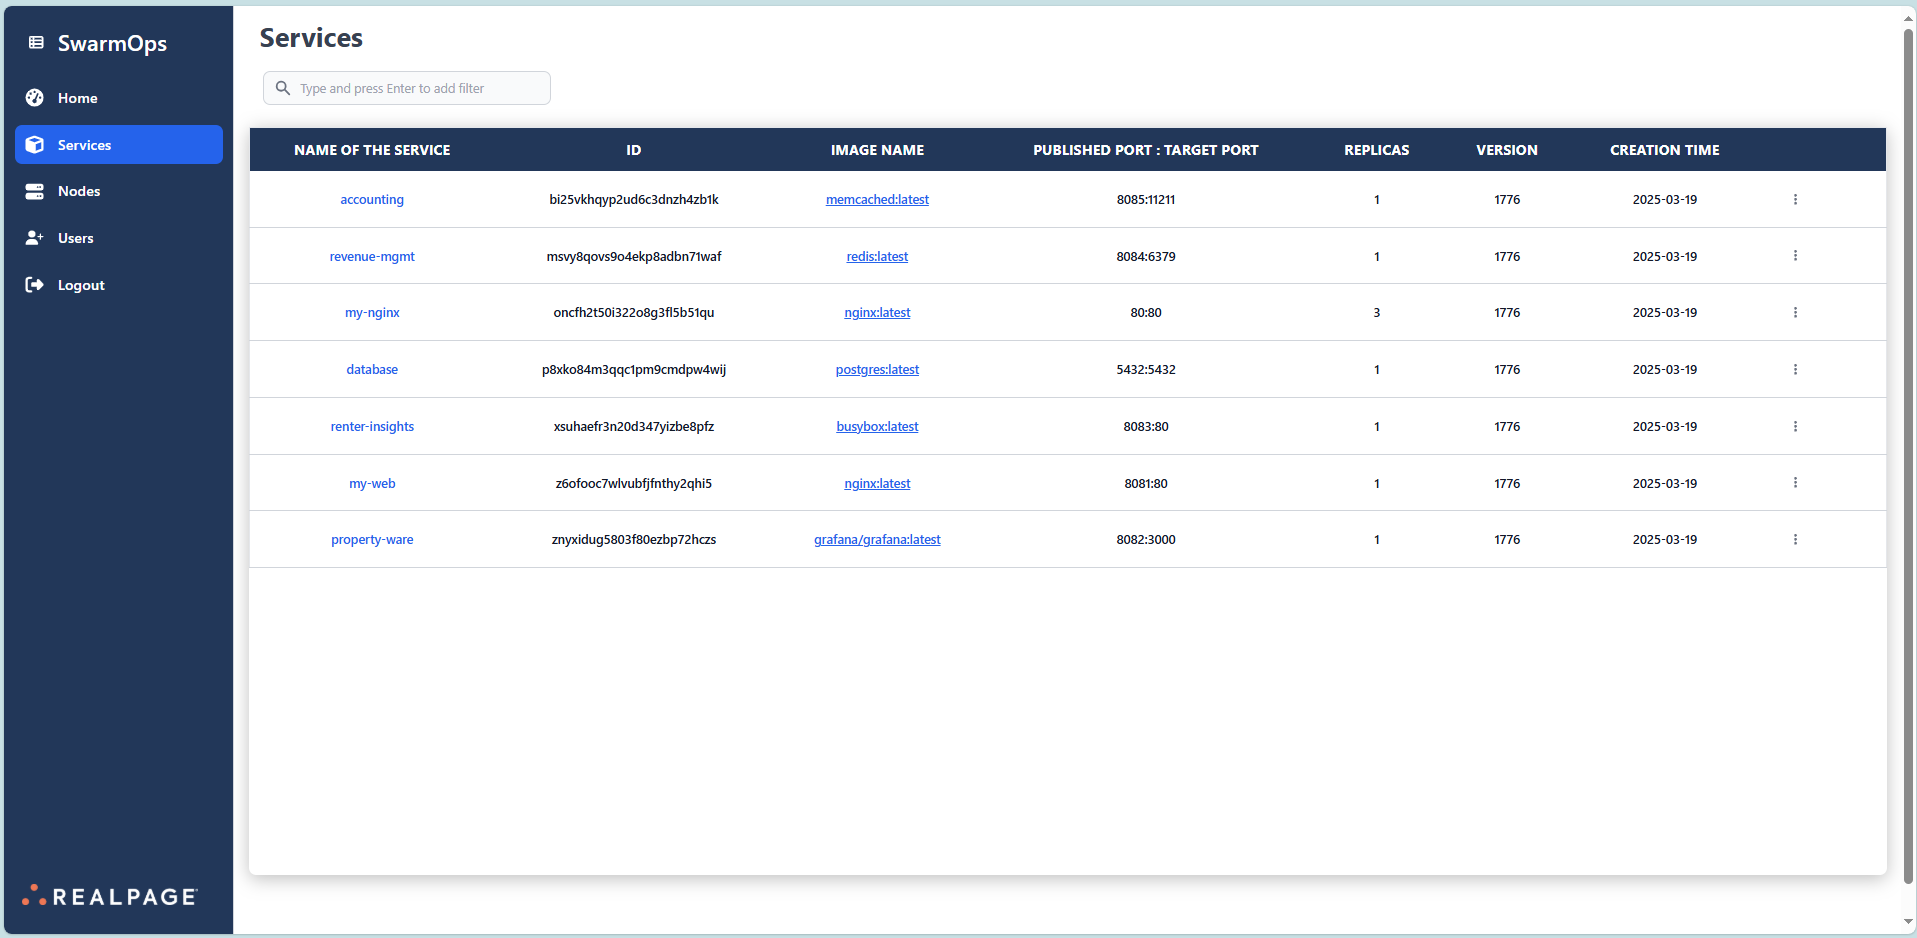 SwarmOps
Home
Services
Nodes
Users
Logout
REALPAGE
Services
Type and press Enter to add filter
NAME OF THE SERVICE ID IMAGE NAME PUBLISHED PORT : TARGET PORT REPLICAS VERSION CREATION TIME
accounting bi25vkhqyp2ud6c3dnzh4zb1k memcached:latest 8085:11211 1 1776 2025-03-19
revenue-mgmt msvy8qovs9o4ekp8adbn71waf redis:latest 8084:6379 1 1776 2025-03-19
my-nginx oncfh2t50i322o8g3fl5b51qu nginx:latest 80:80 3 1776 2025-03-19
database p8xko84m3qqc1pm9cmdpw4wij postgres:latest 5432:5432 1 1776 2025-03-19
renter-insights xsuhaefr3n20d347yizbe8pfz busybox:latest 8083:80 1 1776 2025-03-19
my-web z6ofooc7wlvubfjfnthy2qhi5 nginx:latest 8081:80 1 1776 2025-03-19
property-ware znyxidug5803f80ezbp72hczs grafana/grafana:latest 8082:3000 1 1776 2025-03-19